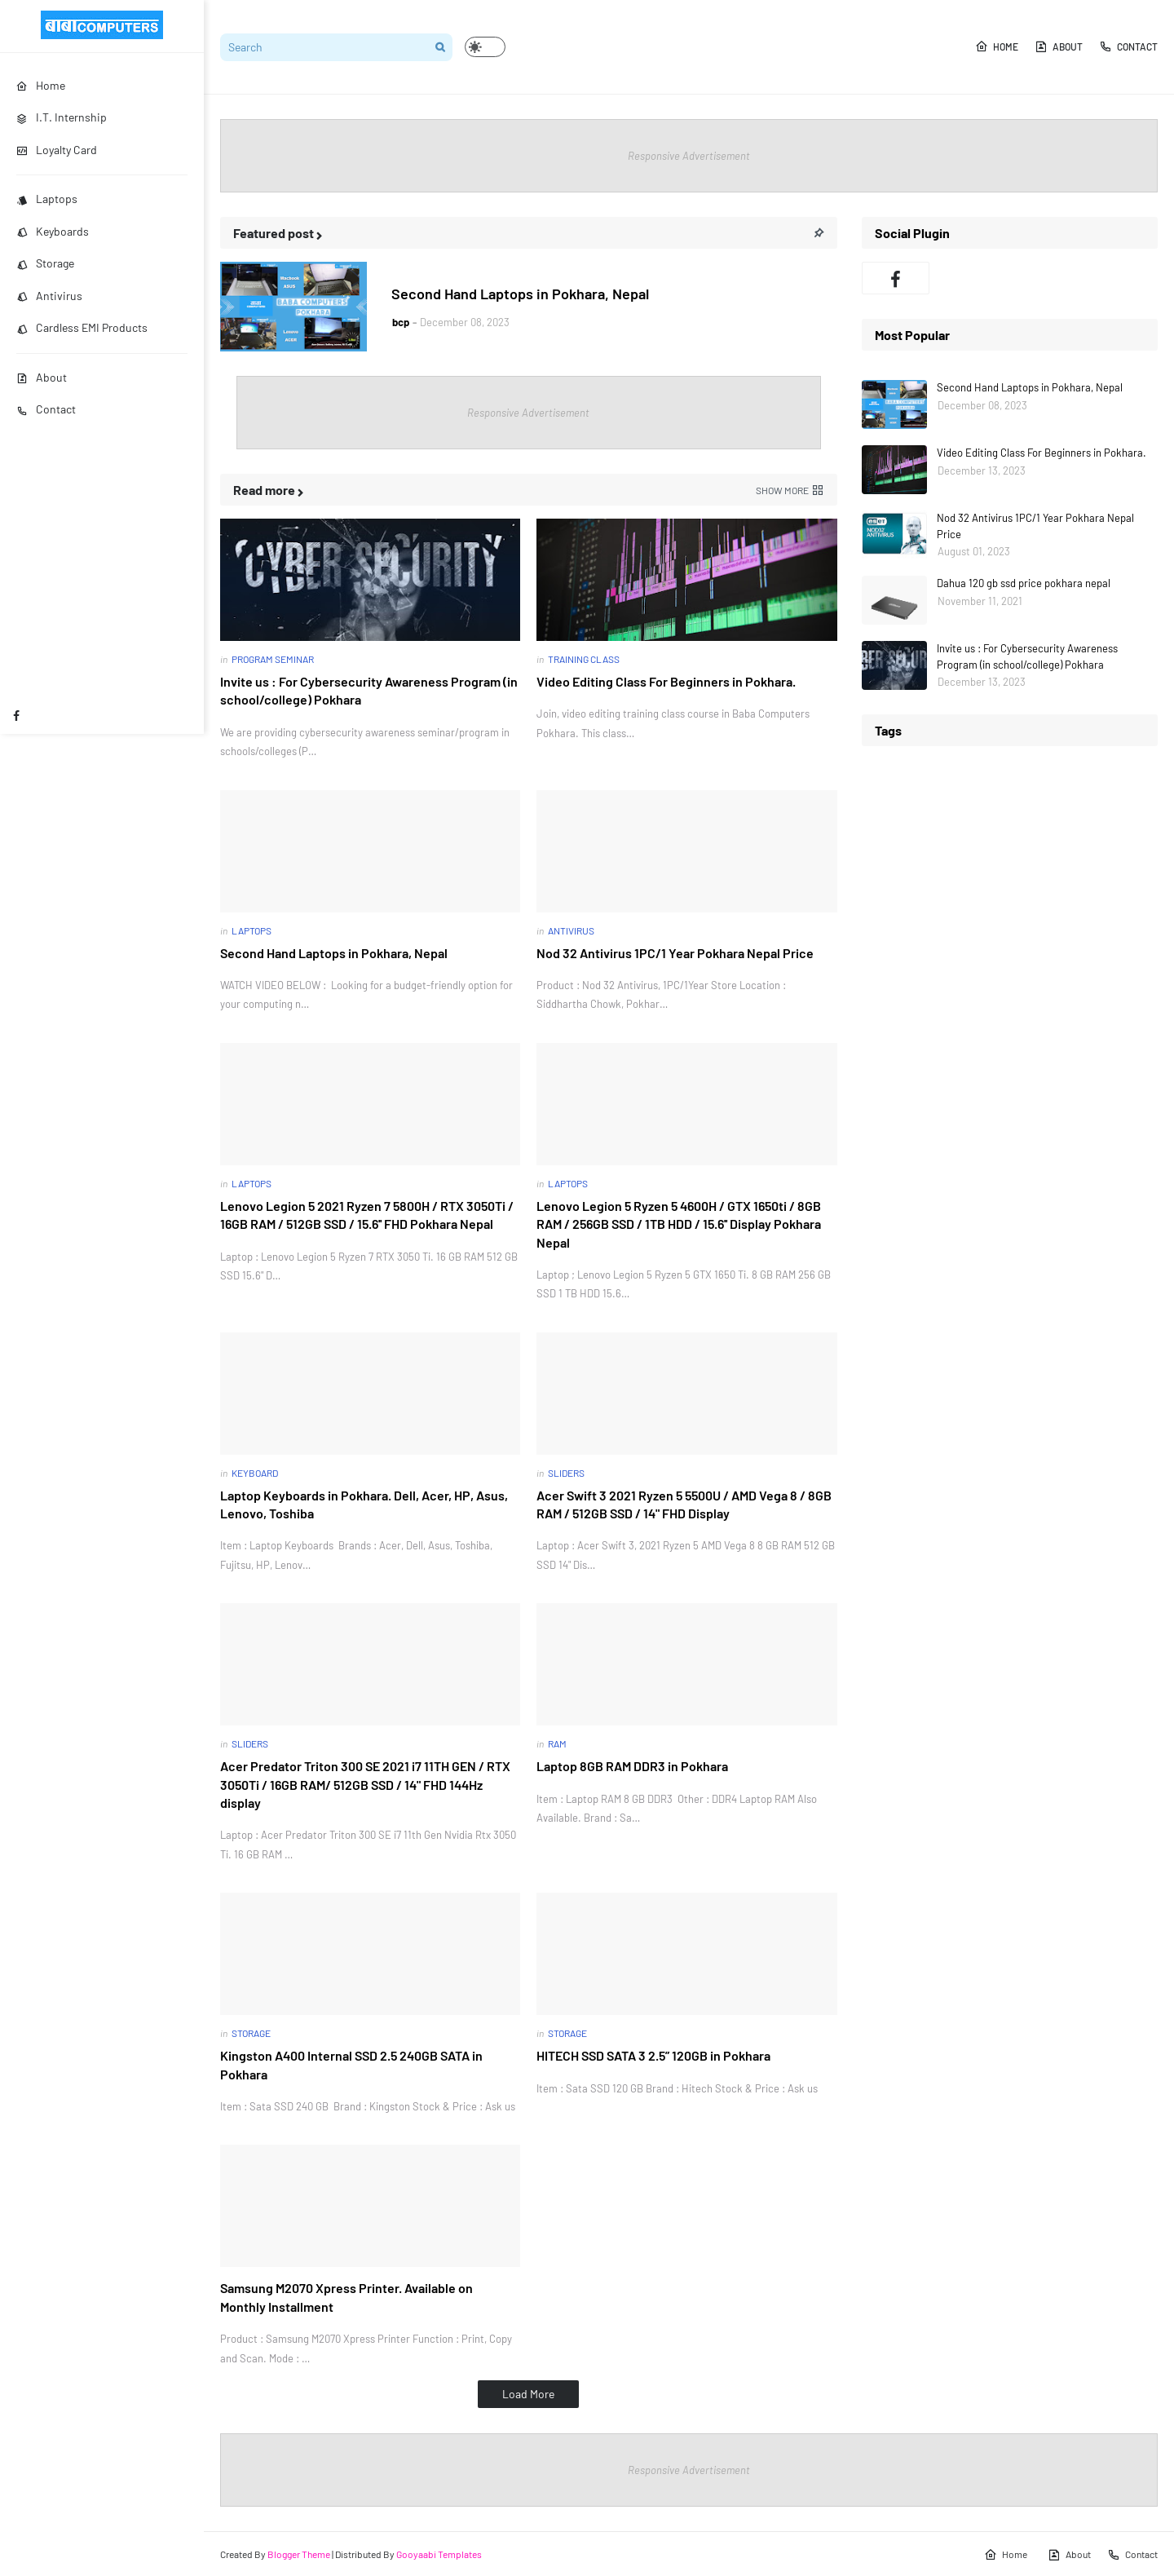 बाबा COMPUTERS
Home
I.T. Internship
Loyalty Card
Laptops
Keyboards
Storage
Antivirus
Cardless EMI Products
About
Contact
Search
HOME
ABOUT
CONTACT
Responsive Advertisement
Featured post
Second Hand Laptops in Pokhara, Nepal
bcp - December 08, 2023
Responsive Advertisement
Read more
SHOW MORE
CYBER SECURITY
in PROGRAM SEMINAR
Invite us : For Cybersecurity Awareness Program (in
school/college) Pokhara
We are providing cybersecurity awareness seminar/program in
schools/colleges (P...
in TRAINING CLASS
Video Editing Class For Beginners in Pokhara.
Join, video editing training class course in Baba Computers
Pokhara. This class...
in LAPTOPS
Second Hand Laptops in Pokhara, Nepal
WATCH VIDEO BELOW : Looking for a budget-friendly option for
your computing n...
in ANTIVIRUS
Nod 32 Antivirus 1PC/1 Year Pokhara Nepal Price
Product : Nod 32 Antivirus, 1PC/1Year Store Location :
Siddhartha Chowk, Pokhar...
in LAPTOPS
Lenovo Legion 5 2021 Ryzen 7 5800H / RTX 3050Ti /
16GB RAM / 512GB SSD / 15.6" FHD Pokhara Nepal
Laptop : Lenovo Legion 5 Ryzen 7 RTX 3050 Ti. 16 GB RAM 512 GB
SSD 15.6" D...
in LAPTOPS
Lenovo Legion 5 Ryzen 5 4600H / GTX 1650ti / 8GB
RAM / 256GB SSD / 1TB HDD / 15.6" Display Pokhara
Nepal
Laptop : Lenovo Legion 5 Ryzen 5 GTX 1650 Ti. 8 GB RAM 256 GB
SSD 1 TB HDD 15.6...
in KEYBOARD
Laptop Keyboards in Pokhara. Dell, Acer, HP, Asus,
Lenovo, Toshiba
Item : Laptop Keyboards Brands : Acer, Dell, Asus, Toshiba,
Fujitsu, HP, Lenov...
in SLIDERS
Acer Swift 3 2021 Ryzen 5 5500U / AMD Vega 8 / 8GB
RAM / 512GB SSD / 14" FHD Display
Laptop : Acer Swift 3, 2021 Ryzen 5 AMD Vega 8 8 GB RAM 512 GB
SSD 14" Dis...
in SLIDERS
Acer Predator Triton 300 SE 2021 i7 11TH GEN / RTX
3050Ti / 16GB RAM/ 512GB SSD / 14" FHD 144Hz
display
Laptop : Acer Predator Triton 300 SE i7 11th Gen Nvidia Rtx 3050
Ti. 16 GB RAM ...
in RAM
Laptop 8GB RAM DDR3 in Pokhara
Item : Laptop RAM 8 GB DDR3 Other : DDR4 Laptop RAM Also
Available. Brand : Sa...
in STORAGE
Kingston A400 Internal SSD 2.5 240GB SATA in
Pokhara
Item : Sata SSD 240 GB Brand : Kingston Stock & Price : Ask us
in STORAGE
HITECH SSD SATA 3 2.5” 120GB in Pokhara
Item : Sata SSD 120 GB Brand : Hitech Stock & Price : Ask us
Samsung M2070 Xpress Printer. Available on
Monthly Installment
Product : Samsung M2070 Xpress Printer Function : Print, Copy
and Scan. Mode : ...
Load More
Social Plugin
Most Popular
Second Hand Laptops in Pokhara, Nepal
December 08, 2023
Video Editing Class For Beginners in Pokhara.
December 13, 2023
Nod 32 Antivirus 1PC/1 Year Pokhara Nepal
Price
August 01, 2023
Dahua 120 gb ssd price pokhara nepal
November 11, 2021
Invite us : For Cybersecurity Awareness
Program (in school/college) Pokhara
December 13, 2023
Tags
Responsive Advertisement
Created By Blogger Theme | Distributed By Gooyaabi Templates
Home
About
Contact